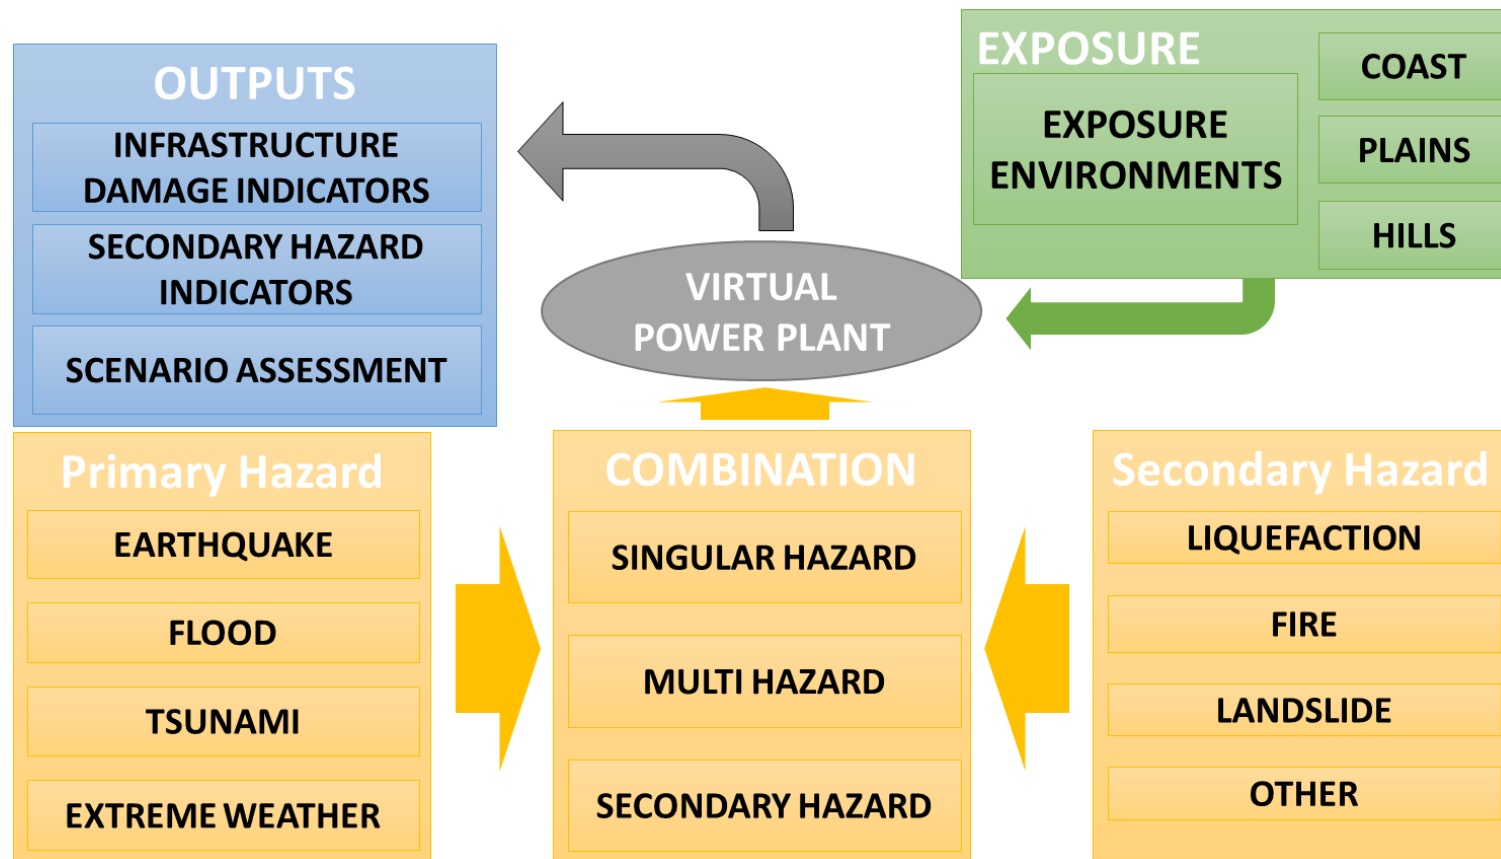 OUTPUTS
INFRASTRUCTURE
DAMAGE INDICATORS
SECONDARY HAZARD
INDICATORS
SCENARIO ASSESSMENT
EXPOSURE
EXPOSURE
ENVIRONMENTS
COAST
PLAINS
HILLS
VIRTUAL
POWER PLANT
Primary Hazard
EARTHQUAKE
FLOOD
TSUNAMI
EXTREME WEATHER
COMBINATION
SINGULAR HAZARD
MULTI HAZARD
SECONDARY HAZARD
Secondary Hazard
LIQUEFACTION
FIRE
LANDSLIDE
OTHER